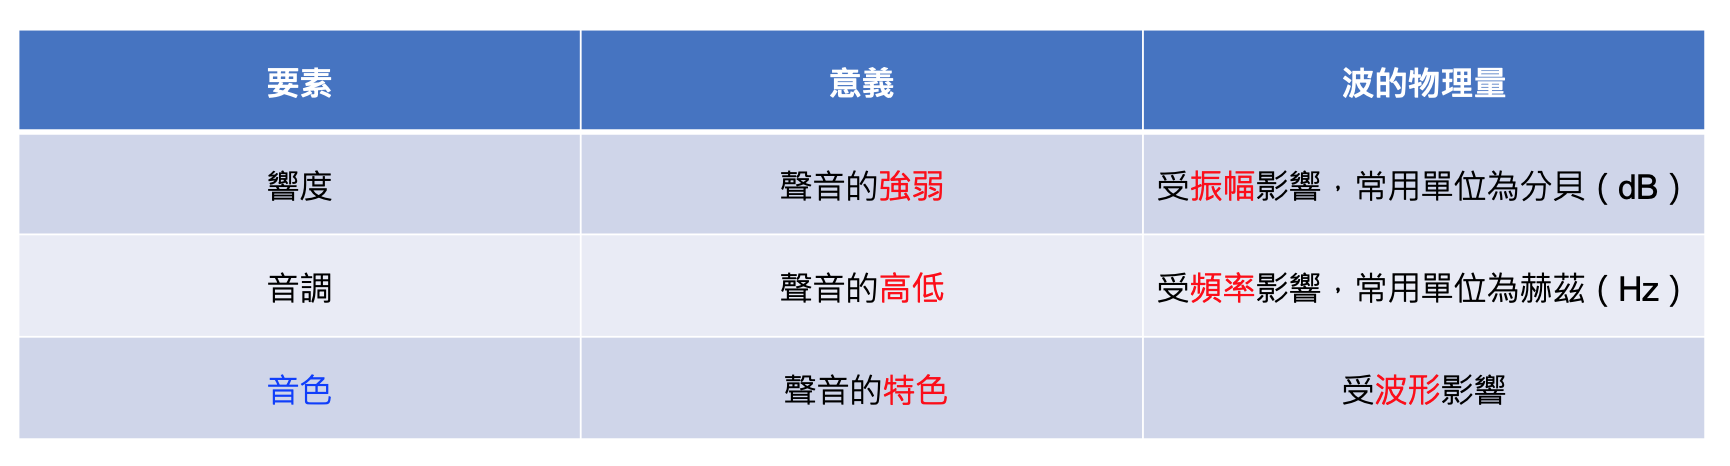 要素 意義 波的物理量
響度 聲音的強弱 受振幅影響，常用單位為分貝（dB）
音調 聲音的高低 受頻率影響，常用單位為赫茲（Hz）
音色 聲音的特色 受波形影響